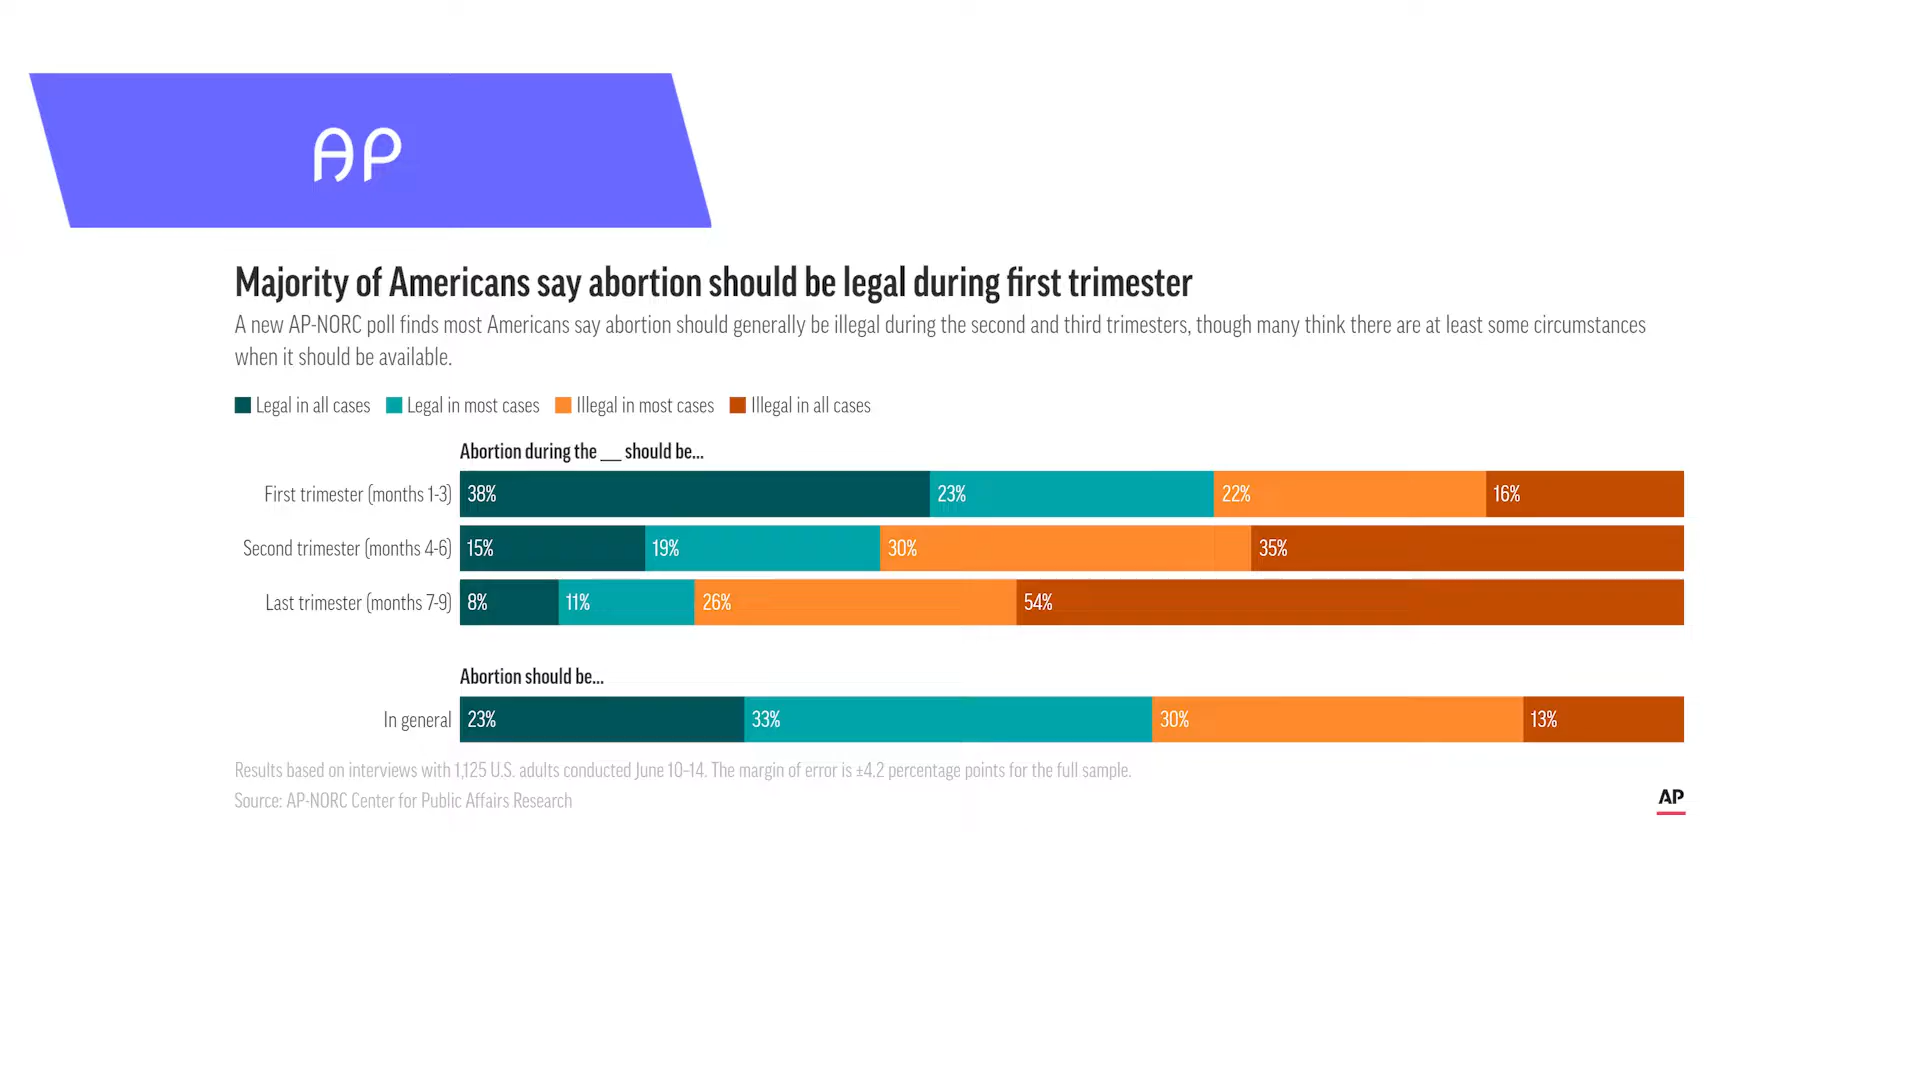 AP
Majority of Americans say abortion should be legal during first trimester
A new AP-NORC poll finds most Americans say abortion should generally be illegal during the second and third trimesters, though many think there are at least some circumstances
when it should be available.
Legal in all cases Legal in most cases Illegal in most cases Illegal in all cases
Abortion during the __ should be...
First trimester (months 1-3) 38% 23% 22% 16%
Second trimester (months 4-6) 15% 19% 30% 35%
Last trimester (months 7-9) 8% 11% 26% 54%
Abortion should be...
In general 23% 33% 30% 13%
Results based on interviews with 1,125 U.S. adults conducted June 10-14. The margin of error is ±4.2 percentage points for the full sample.
Source: AP-NORC Center for Public Affairs Research
AP